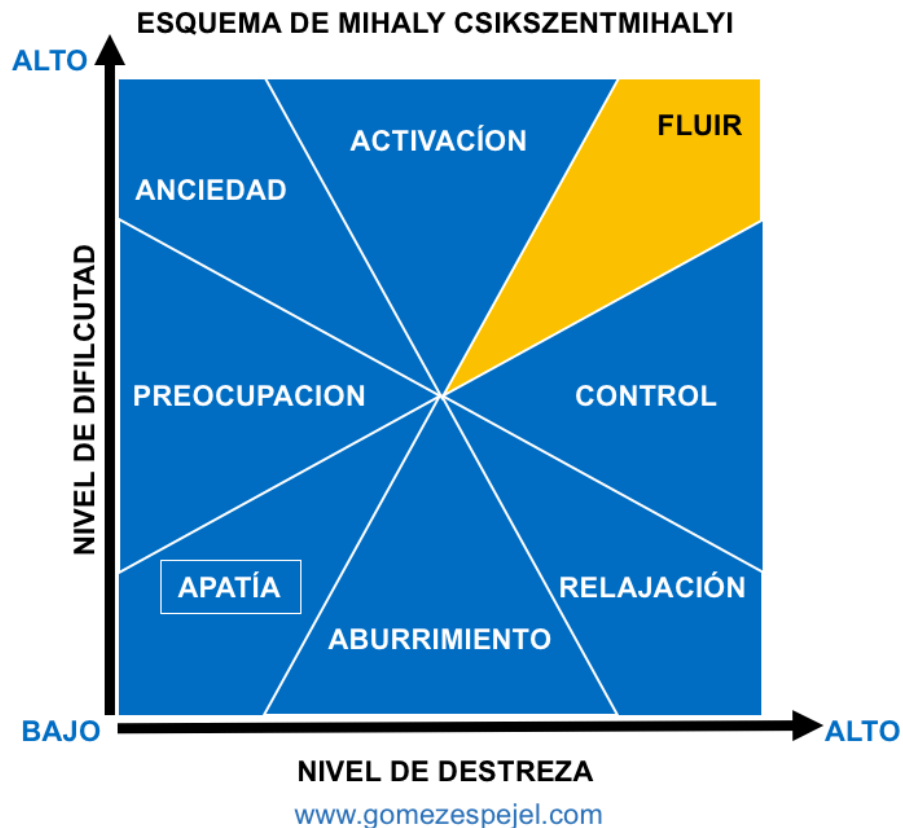 ESQUEMA DE MIHALY CSIKSZENTMIHALYI
ALTO
FLUIR
ACTIVACÍON
ANCIEDAD
NIVEL DE DIFILCUTAD
PREOCUPACION
CONTROL
APATÍA
RELAJACIÓN
ABURRIMIENTO
BAJO
ALTO
NIVEL DE DESTREZA
www.gomezespejel.com